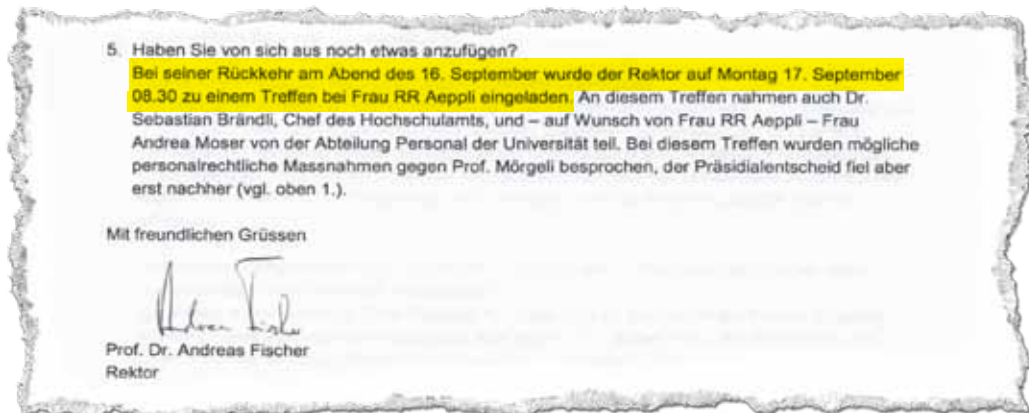 5. Haben Sie von sich aus noch etwas anzufügen?
Bei seiner Rückkehr am Abend des 16. September wurde der Rektor auf Montag 17. September
08.30 zu einem Treffen bei Frau RR Aeppli eingeladen. An diesem Treffen nahmen auch Dr.
Sebastian Brändli, Chef des Hochschulamts, und – auf Wunsch von Frau RR Aeppli – Frau
Andrea Moser von der Abteilung Personal der Universität teil. Bei diesem Treffen wurden mögliche
personalrechtliche Massnahmen gegen Prof. Mörgeli besprochen, der Präsidialentscheid fiel aber
erst nachher (vgl. oben 1.).
Mit freundlichen Grüssen
Andreas Fischer
Prof. Dr. Andreas Fischer
Rektor